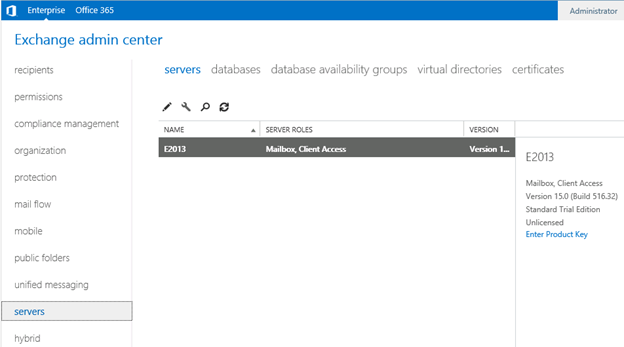 Enterprise Office 365 Administrator
Exchange admin center
recipients
permissions
compliance management
organization
protection
mail flow
mobile
public folders
unified messaging
servers
hybrid
servers databases database availability groups virtual directories certificates
NAME SERVER ROLES VERSION
E2013 Mailbox, Client Access Version 1...
E2013
Mailbox, Client Access
Version 15.0 (Build 516.32)
Standard Trial Edition
Unlicensed
Enter Product Key